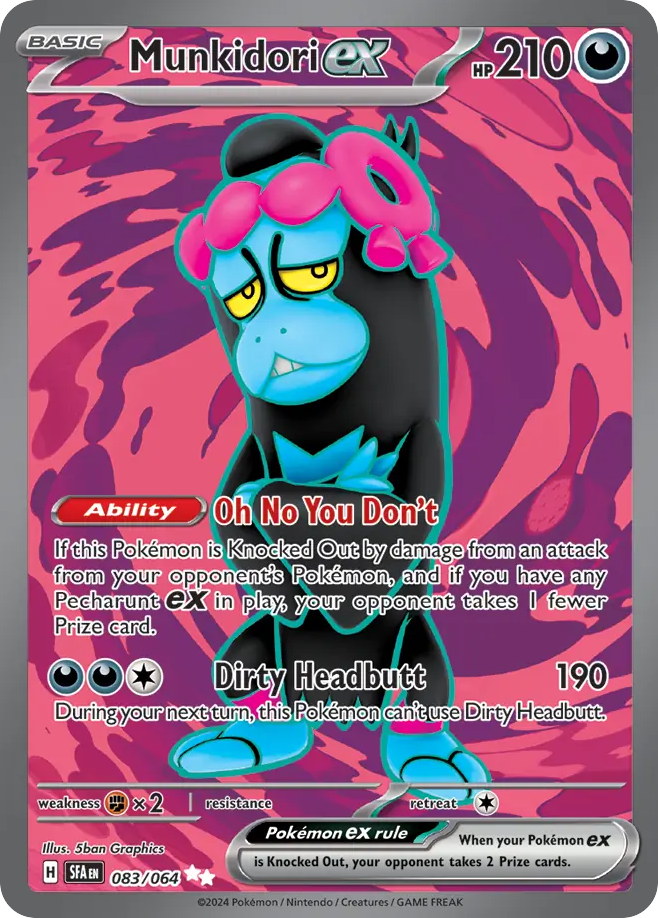 BASIC
Munkidori ex
HP 210
Ability Oh No You Don't
If this Pokémon is Knocked Out by damage from an attack
from your opponent's Pokémon, and if you have any
Pecharunt ex in play, your opponent takes 1 fewer
Prize card.
Dirty Headbutt 190
During your next turn, this Pokémon can't use Dirty Headbutt.
weakness ×2 resistance retreat
Pokémon ex rule
When your Pokémon ex
is Knocked Out, your opponent takes 2 Prize cards.
Illus. 5ban Graphics
H SFA EN 083/064
©2024 Pokémon / Nintendo / Creatures / GAME FREAK